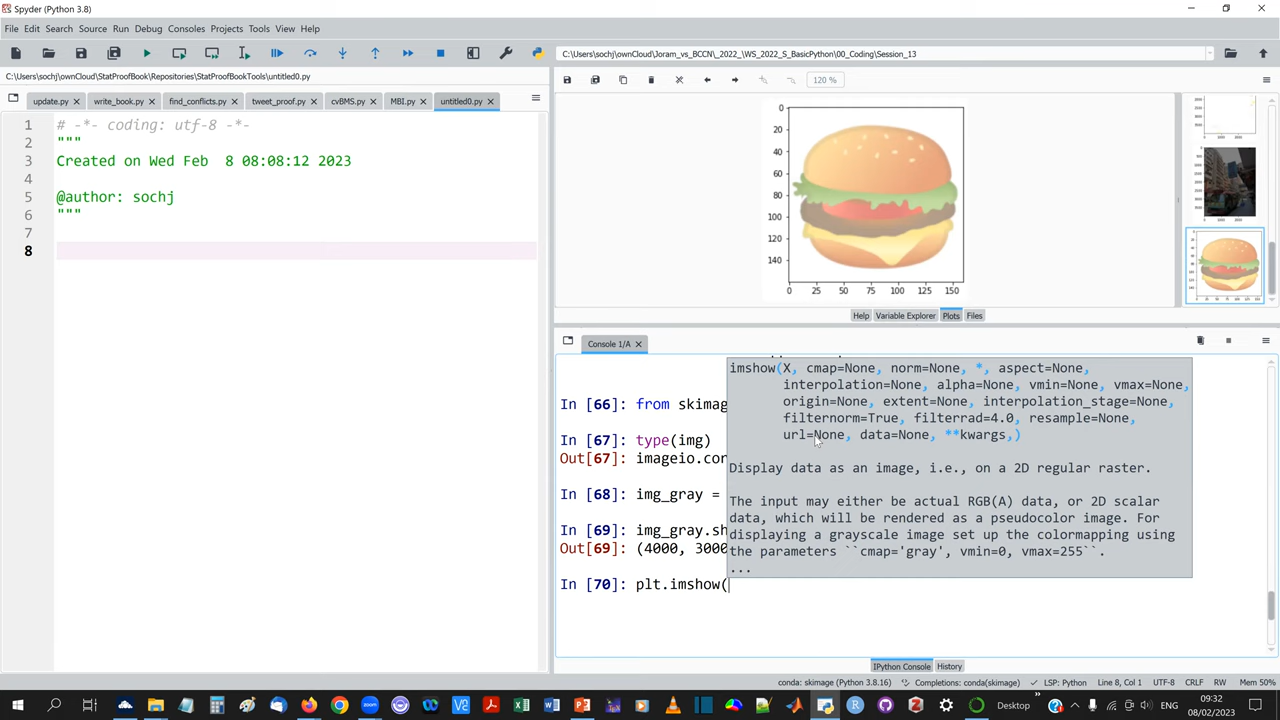 Spyder (Python 3.8)
File Edit Search Source Run Debug Consoles Projects Tools View Help
C:\Users\sochj\ownCloud\Joram_vs_BCCN\_2022_\WS_2022_S_BasicPython\00_Coding\Session_13
C:\Users\sochj\ownCloud\StatProofBook\Repositories\StatProofBookTools\untitled0.py
120 %
update.py write_book.py find_conflicts.py tweet_proof.py cvBMS.py MBI.py untitled0.py
1 # -*- coding: utf-8 -*-
2 """
3 Created on Wed Feb  8 08:08:12 2023
4
5 @author: sochj
6 """
7
8
0
20
40
60
80
100
120
140
0 25 50 75 100 125 150
Help Variable Explorer Plots Files
Console 1/A
In [66]: from skimag
In [67]: type(img)
Out[67]: imageio.cor
In [68]: img_gray =
In [69]: img_gray.sh
Out[69]: (4000, 3000
In [70]: plt.imshow(
imshow(X, cmap=None, norm=None, *, aspect=None,
interpolation=None, alpha=None, vmin=None, vmax=None,
origin=None, extent=None, interpolation_stage=None,
filternorm=True, filterrad=4.0, resample=None,
url=None, data=None, **kwargs,)
Display data as an image, i.e., on a 2D regular raster.
The input may either be actual RGB(A) data, or 2D scalar
data, which will be rendered as a pseudocolor image. For
displaying a grayscale image set up the colormapping using
the parameters ``cmap='gray', vmin=0, vmax=255``.
...
IPython Console History
conda: skimage (Python 3.8.16) Completions: conda(skimage) LSP: Python Line 8, Col 1 UTF-8 CRLF RW Mem 50%
Desktop ENG 09:32
08/02/2023